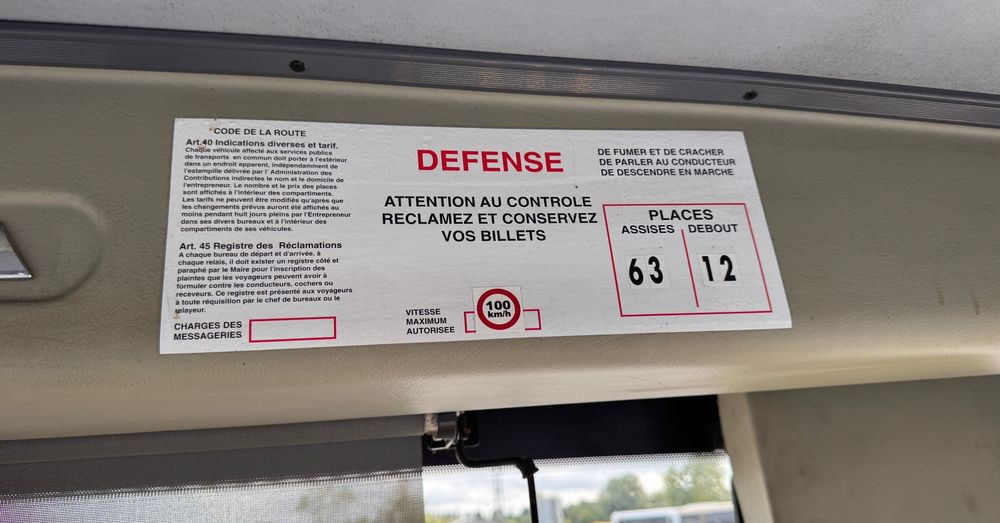 CODE DE LA ROUTE
Art.40 Indications diverses et tarif.
Chaque véhicule affecté aux services publics
de transports en commun doit porter à l'extérieur
dans un endroit apparent, indépendamment de
l'estampille délivrée par l' Administration des
Contributions indirectes le nom et le domicile de
l'entrepreneur. Le nombre et le prix des places
sont affichés à l'intérieur des compartiments.
Les tarifs ne peuvent être modifiés qu'après que
les changements prévus auront été affichés au
moins pendant huit jours pleins par l'Entrepreneur
dans ses divers bureaux et à l'intérieur des
compartiments de ses véhicules.
Art. 45 Registre des Réclamations
A chaque bureau de départ et d'arrivée, à
chaque relais, il doit exister un registre côté et
paraphé par le Maire pour l'inscription des
plaintes que les voyageurs peuvent avoir à
formuler contre les conducteurs, cochers ou
receveurs. Ce registre est présenté aux voyageurs
à toute réquisition par le chef de bureaux ou le
relayeur.
CHARGES DES
MESSAGERIES
DEFENSE
DE FUMER ET DE CRACHER
DE PARLER AU CONDUCTEUR
DE DESCENDRE EN MARCHE
ATTENTION AU CONTROLE
RECLAMEZ ET CONSERVEZ
VOS BILLETS
VITESSE
MAXIMUM
AUTORISEE
100
km/h
PLACES
ASSISES DEBOUT
63 12